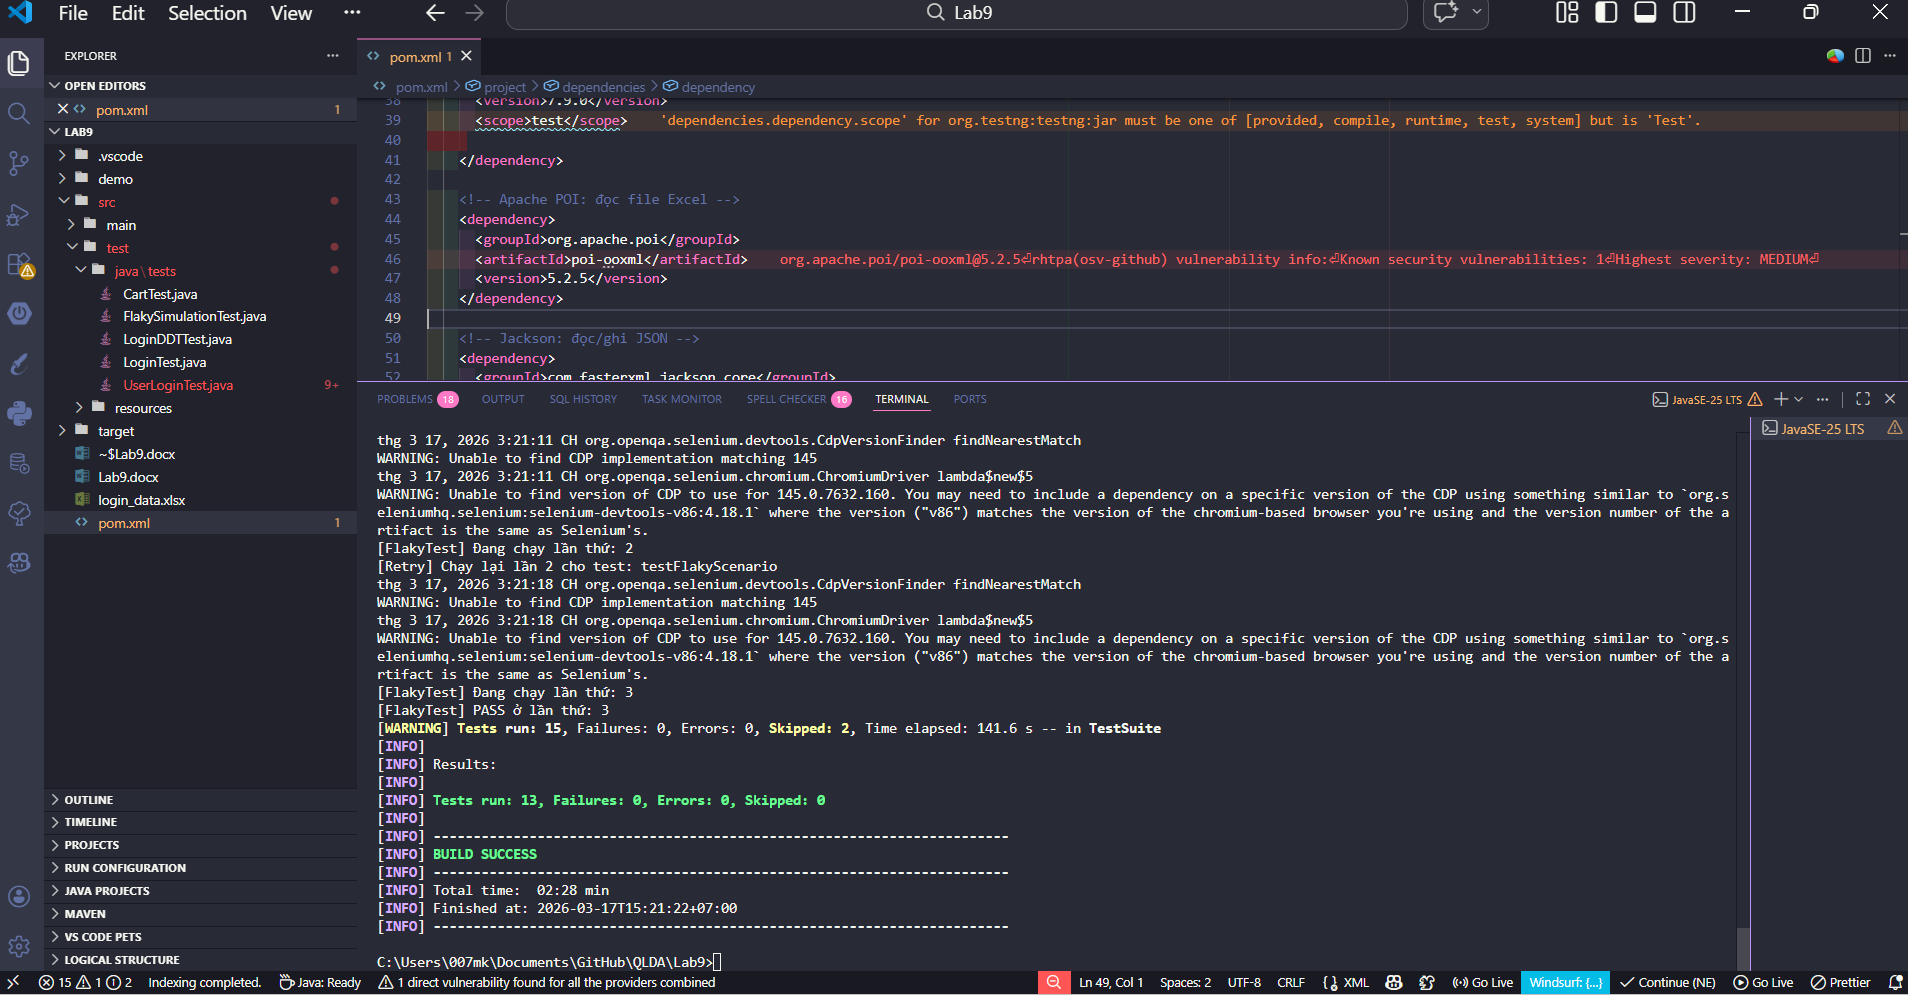 File Edit Selection View ··· Lab9
EXPLORER
OPEN EDITORS
pom.xml 1
LAB9
.vscode
demo
src
main
test
java\tests
CartTest.java
FlakySimulationTest.java
LoginDDTTest.java
LoginTest.java
UserLoginTest.java 9+
resources
target
~$Lab9.docx
Lab9.docx
login_data.xlsx
pom.xml 1
OUTLINE
TIMELINE
PROJECTS
RUN CONFIGURATION
JAVA PROJECTS
MAVEN
VS CODE PETS
LOGICAL STRUCTURE
pom.xml 1
pom.xml > project > dependencies > dependency
38 <version>7.9.0</version>
39 <scope>test</scope> 'dependencies.dependency.scope' for org.testng:testng:jar must be one of [provided, compile, runtime, test, system] but is 'Test'.
40
41 </dependency>
42
43 <!-- Apache POI: đọc file Excel -->
44 <dependency>
45 <groupId>org.apache.poi</groupId>
46 <artifactId>poi-ooxml</artifactId> org.apache.poi/poi-ooxml@5.2.5⏎rhtpa(osv-github) vulnerability info:⏎Known security vulnerabilities: 1⏎Highest severity: MEDIUM⏎
47 <version>5.2.5</version>
48 </dependency>
49
50 <!-- Jackson: đọc/ghi JSON -->
51 <dependency>
52 <groupId>com.fasterxml.jackson.core</groupId>
PROBLEMS 18 OUTPUT SQL HISTORY TASK MONITOR SPELL CHECKER 16 TERMINAL PORTS JavaSE-25 LTS
JavaSE-25 LTS
thg 3 17, 2026 3:21:11 CH org.openqa.selenium.devtools.CdpVersionFinder findNearestMatch
WARNING: Unable to find CDP implementation matching 145
thg 3 17, 2026 3:21:11 CH org.openqa.selenium.chromium.ChromiumDriver lambda$new$5
WARNING: Unable to find version of CDP to use for 145.0.7632.160. You may need to include a dependency on a specific version of the CDP using something similar to `org.s
eleniumhq.selenium:selenium-devtools-v86:4.18.1` where the version ("v86") matches the version of the chromium-based browser you're using and the version number of the a
rtifact is the same as Selenium's.
[FlakyTest] Đang chạy lần thứ: 2
[Retry] Chạy lại lần 2 cho test: testFlakyScenario
thg 3 17, 2026 3:21:18 CH org.openqa.selenium.devtools.CdpVersionFinder findNearestMatch
WARNING: Unable to find CDP implementation matching 145
thg 3 17, 2026 3:21:18 CH org.openqa.selenium.chromium.ChromiumDriver lambda$new$5
WARNING: Unable to find version of CDP to use for 145.0.7632.160. You may need to include a dependency on a specific version of the CDP using something similar to `org.s
eleniumhq.selenium:selenium-devtools-v86:4.18.1` where the version ("v86") matches the version of the chromium-based browser you're using and the version number of the a
rtifact is the same as Selenium's.
[FlakyTest] Đang chạy lần thứ: 3
[FlakyTest] PASS ở lần thứ: 3
[WARNING] Tests run: 15, Failures: 0, Errors: 0, Skipped: 2, Time elapsed: 141.6 s -- in TestSuite
[INFO]
[INFO] Results:
[INFO]
[INFO] Tests run: 13, Failures: 0, Errors: 0, Skipped: 0
[INFO]
[INFO] ------------------------------------------------------------------------
[INFO] BUILD SUCCESS
[INFO] ------------------------------------------------------------------------
[INFO] Total time: 02:28 min
[INFO] Finished at: 2026-03-17T15:21:22+07:00
[INFO] ------------------------------------------------------------------------
C:\Users\007mk\Documents\GitHub\QLDA\Lab9>
15 1 2 Indexing completed. Java: Ready 1 direct vulnerability found for all the providers combined Ln 49, Col 1 Spaces: 2 UTF-8 CRLF {} XML Go Live Windsurf: {...} Continue (NE) Go Live Prettier